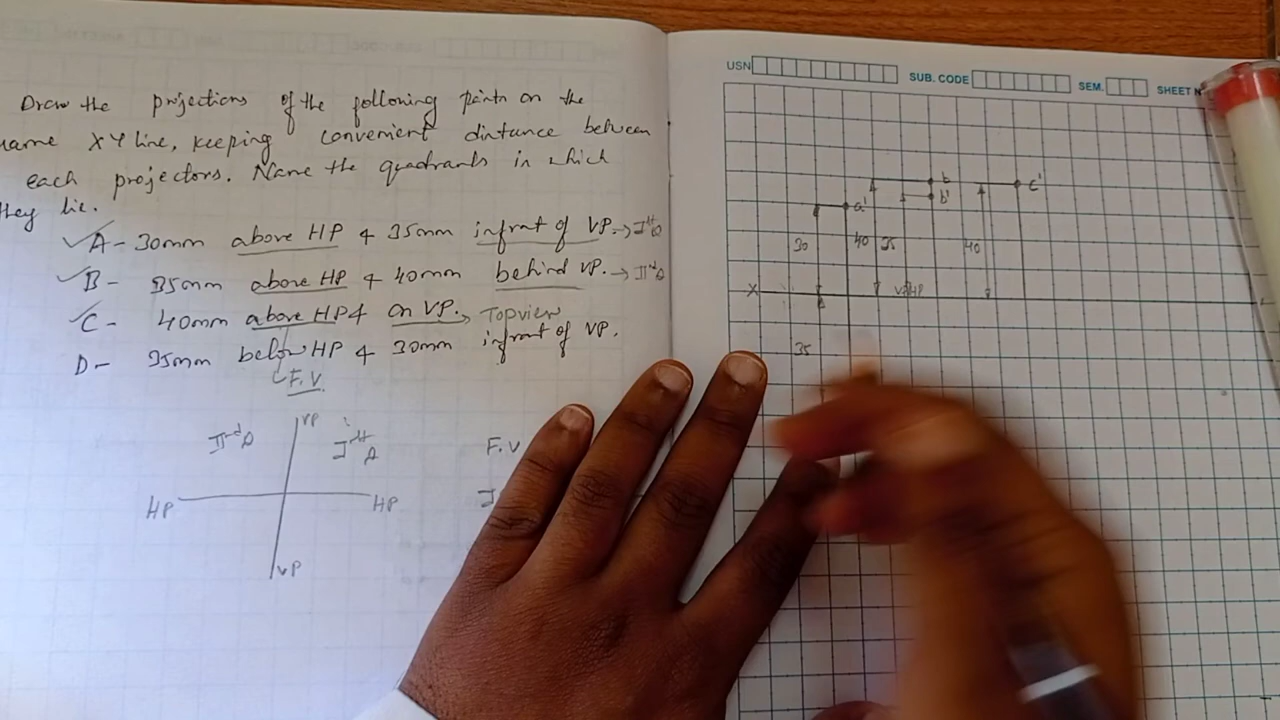 Draw the projections of the following points on the
same XY line, keeping convenient distance between
each projectors. Name the quadrants in which
they lie.
A- 30mm above HP & 35mm infront of VP. → Ist Q
B- 35mm above HP & 40mm behind VP. → IInd Q
C- 40mm above HP & on VP. → Topview
D- 35mm below HP & 30mm infront of VP.
F.V.
IInd Q
VP
Ist Q
HP
HP
VP
F.V
USN
SUB. CODE
SEM.
SHEET N
b
c'
b'
a'
30
40
35
40
X
VP
HP
35